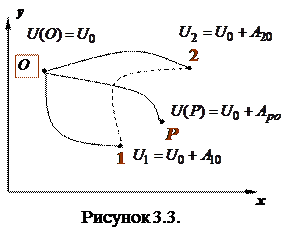 y
U(O) = U₀
U₂ = U₀ + A₂₀
O
2
U(P) = U₀ + Aₚₒ
P
1
U₁ = U₀ + A₁₀
x
Рисунок 3.3.